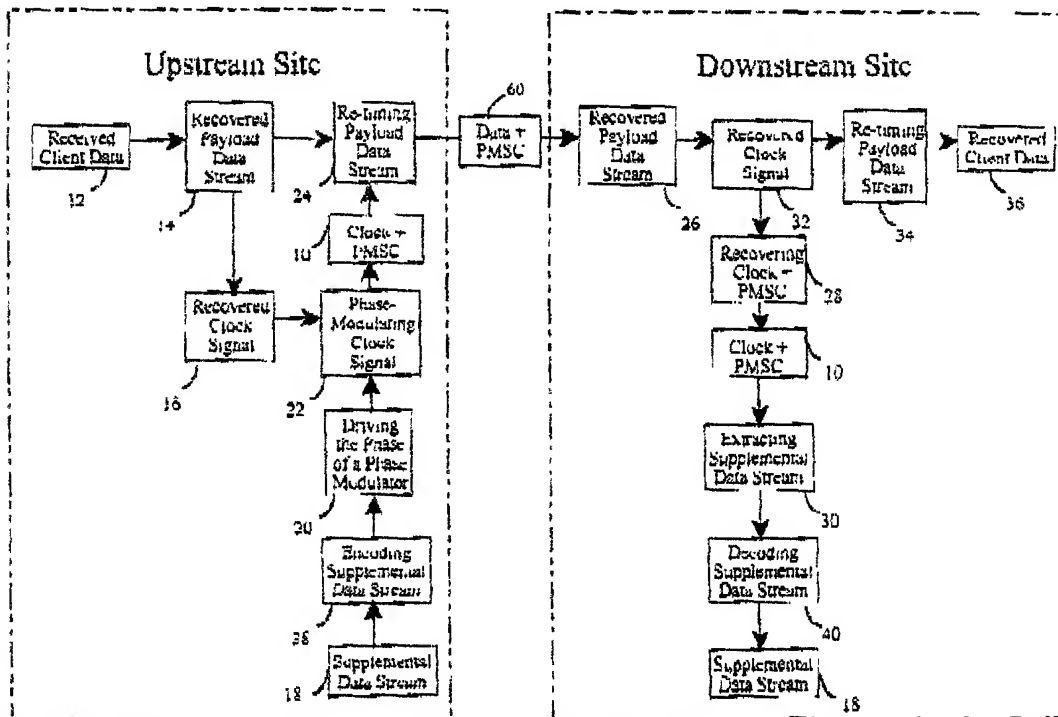 Upstream Site
Received
Client Data
12
Recovered
Payload
Data
Stream
14
Re-timing
Payload
Data
Stream
24
Clock +
PMSC
10
Recovered
Clock
Signal
16
Phase-
Modulating
Clock
Signal
22
Driving
the Phase
of a Phase
Modulator
20
Encoding
Supplemental
Data Stream
38
Supplemental
Data Stream
18
60
Data +
PMSC
Downstream Site
Recovered
Payload
Data
Stream
26
Recovered
Clock
Signal
32
Re-timing
Payload
Data
Stream
34
Recovered
Client Data
36
Recovering
Clock +
PMSC
28
Clock +
PMSC
10
Extracting
Supplemental
Data Stream
30
Decoding
Supplemental
Data Stream
40
Supplemental
Data Stream
18